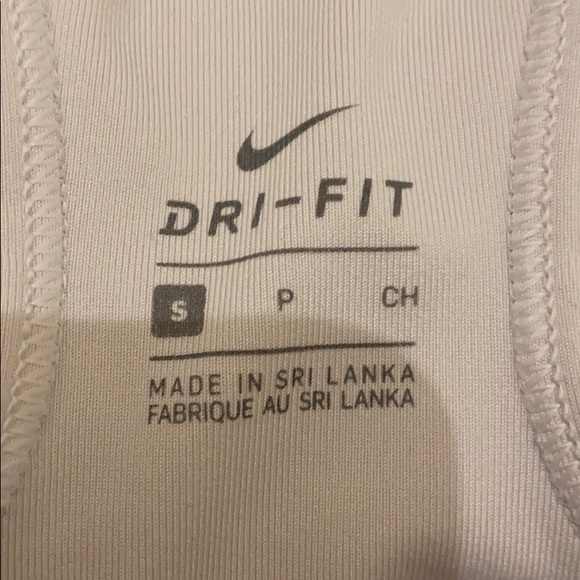 DRI-FIT
S P CH
MADE IN SRI LANKA
FABRIQUE AU SRI LANKA